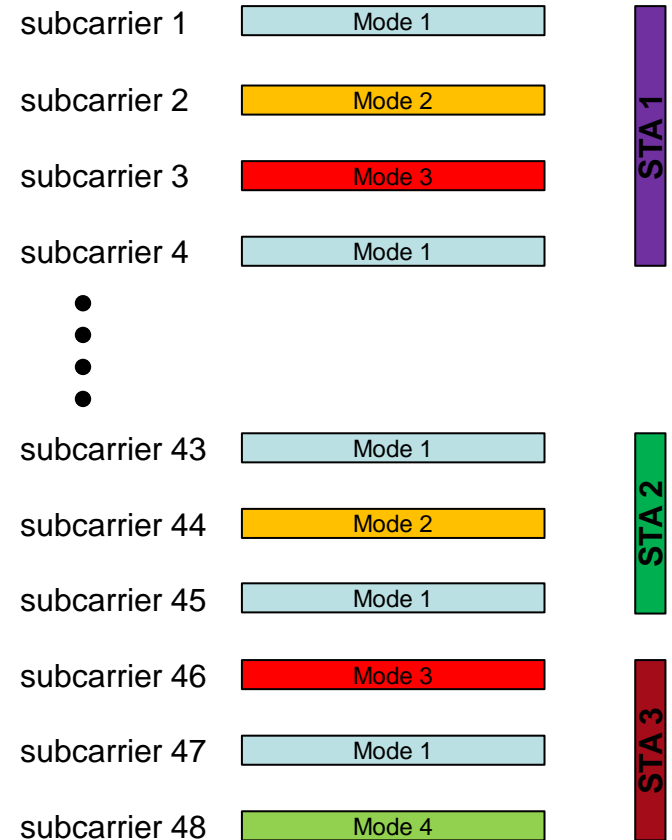 subcarrier 1 Mode 1
subcarrier 2 Mode 2
subcarrier 3 Mode 3
subcarrier 4 Mode 1
STA 1
subcarrier 43 Mode 1
subcarrier 44 Mode 2
subcarrier 45 Mode 1
STA 2
subcarrier 46 Mode 3
subcarrier 47 Mode 1
subcarrier 48 Mode 4
STA 3